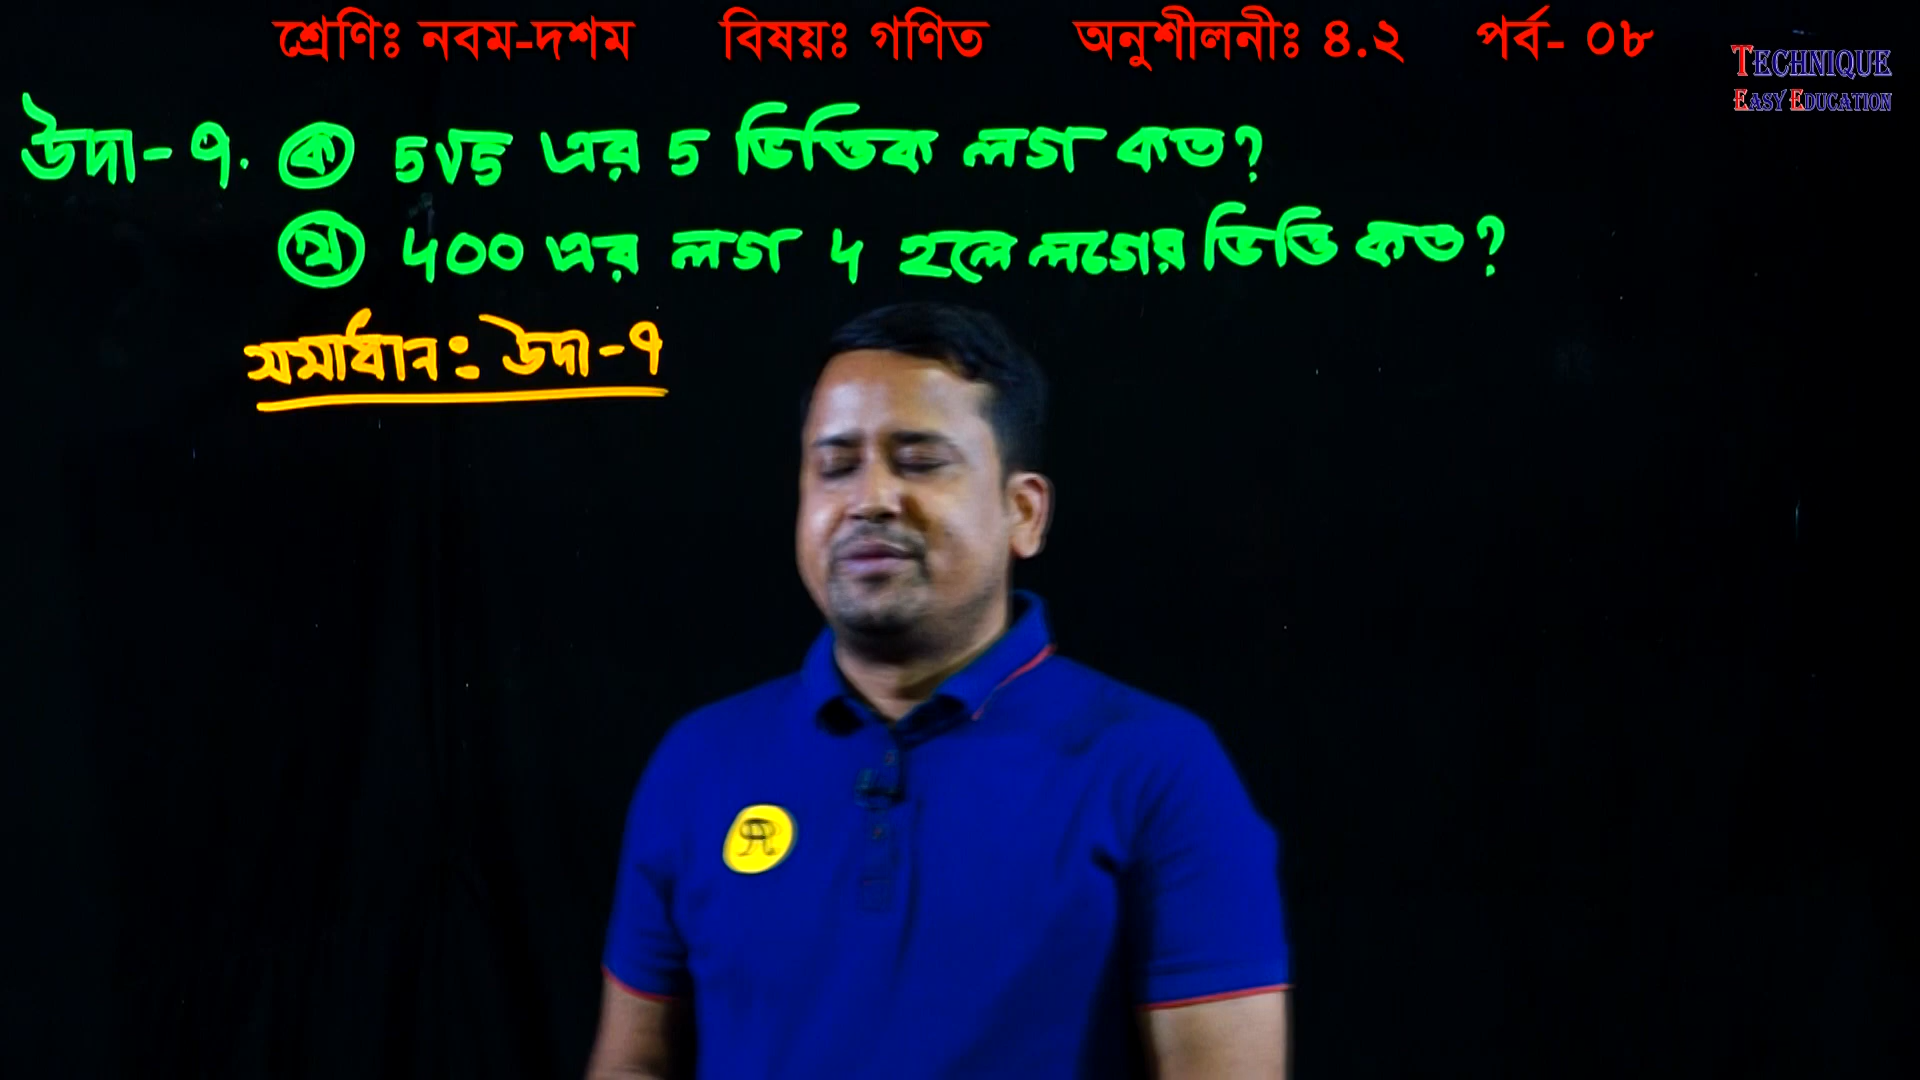 শ্রেণিঃ নবম-দশম বিষয়ঃ গণিত অনুশীলনীঃ ৪.২ পর্ব- ০৮
TECHNIQUE
EASY EDUCATION
উদা-৭. ক 5√5 এর 5 ভিত্তিক লগ কত?
খ 400 এর লগ 4 হলে লগের ভিত্তি কত?
সমাধান: উদা-৭